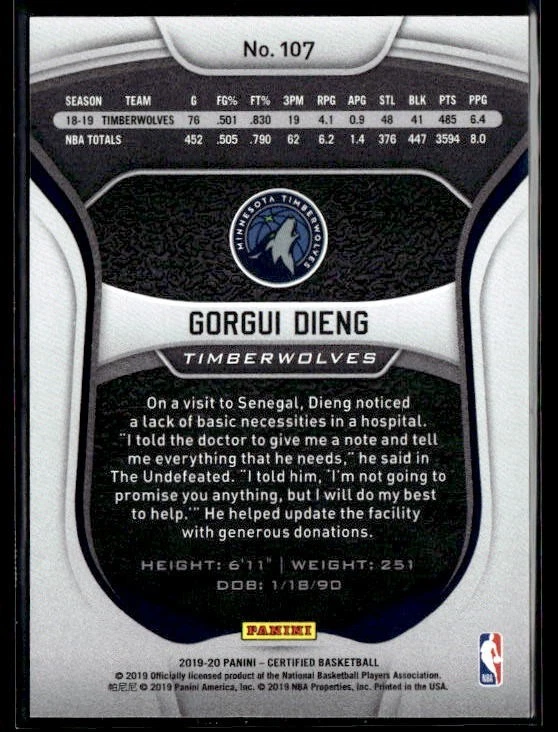 No. 107
SEASON TEAM G FG% FT% 3PM RPG APG STL BLK PTS PPG
18-19 TIMBERWOLVES 76 .501 .830 19 4.1 0.9 48 41 485 6.4
NBA TOTALS 452 .505 .790 62 6.2 1.4 376 447 3594 8.0
MINNESOTA TIMBERWOLVES
GORGUI DIENG
TIMBERWOLVES
On a visit to Senegal, Dieng noticed
a lack of basic necessities in a hospital.
"I told the doctor to give me a note and tell
me everything that he needs," he said in
The Undefeated. "I told him, 'I'm not going to
promise you anything, but I will do my best
to help.'" He helped update the facility
with generous donations.
HEIGHT: 6'11" | WEIGHT: 251
DOB: 1/18/90
PANINI
2019-20 PANINI – CERTIFIED BASKETBALL
© 2019 Officially licensed product of the National Basketball Players Association.
帕尼尼 © 2019 Panini America, Inc. © 2019 NBA Properties, Inc. Printed in the USA.
NBA